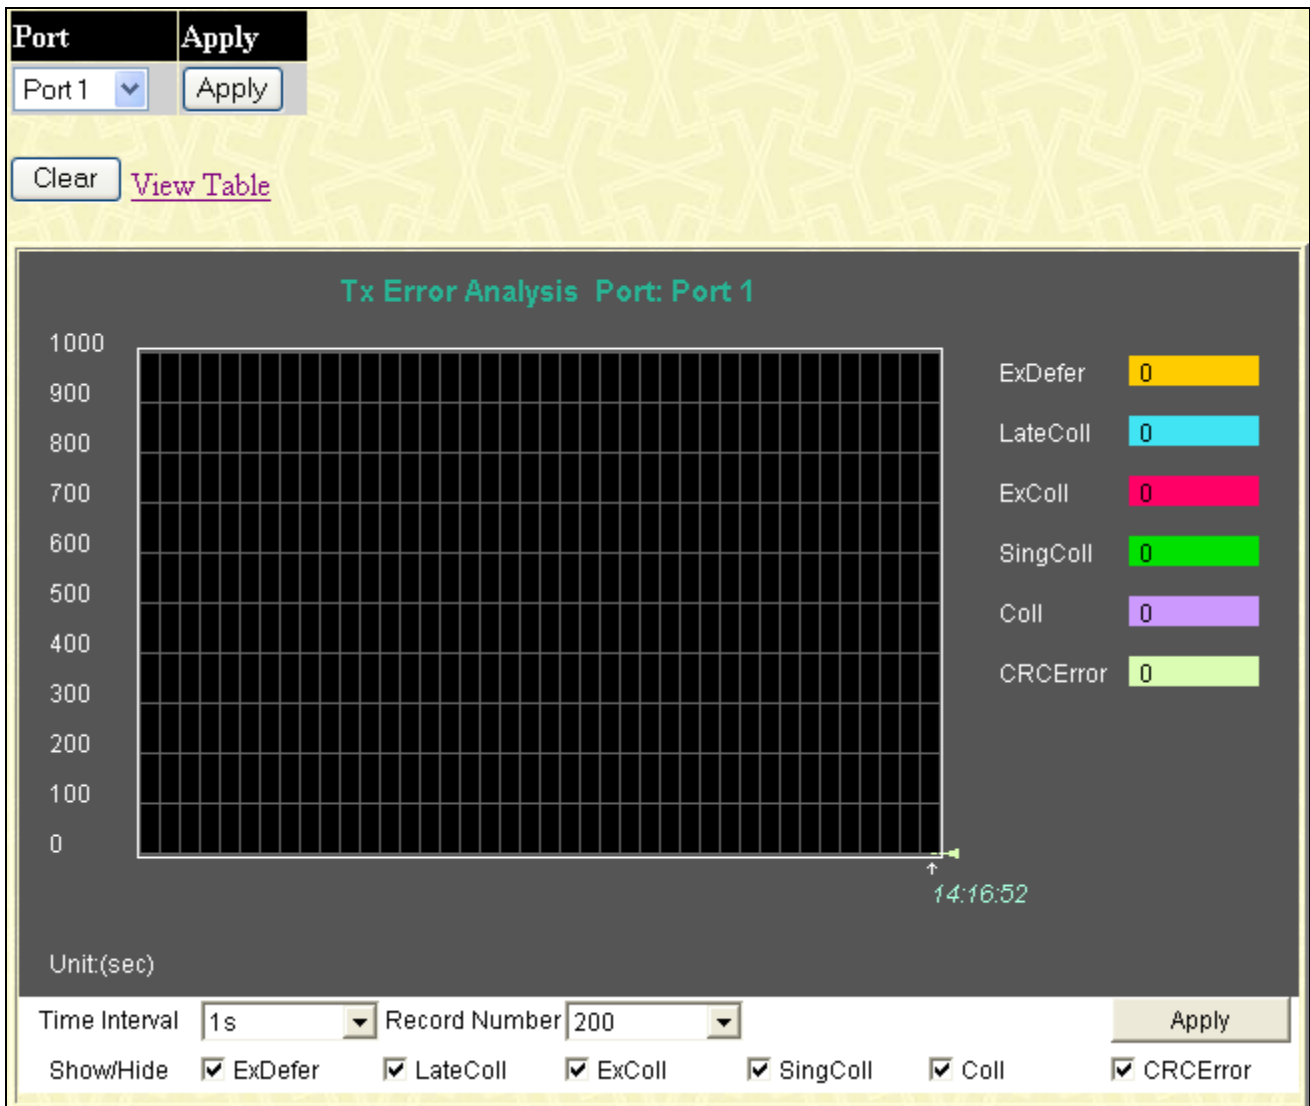 Port Apply
Port 1 Apply
Clear View Table
Tx Error Analysis Port: Port 1
1000
900
800
700
600
500
400
300
200
100
0
ExDefer 0
LateColl 0
ExColl 0
SingColl 0
Coll 0
CRCError 0
14:16:52
Unit:(sec)
Time Interval 1s Record Number 200 Apply
Show/Hide ExDefer LateColl ExColl SingColl Coll CRCError